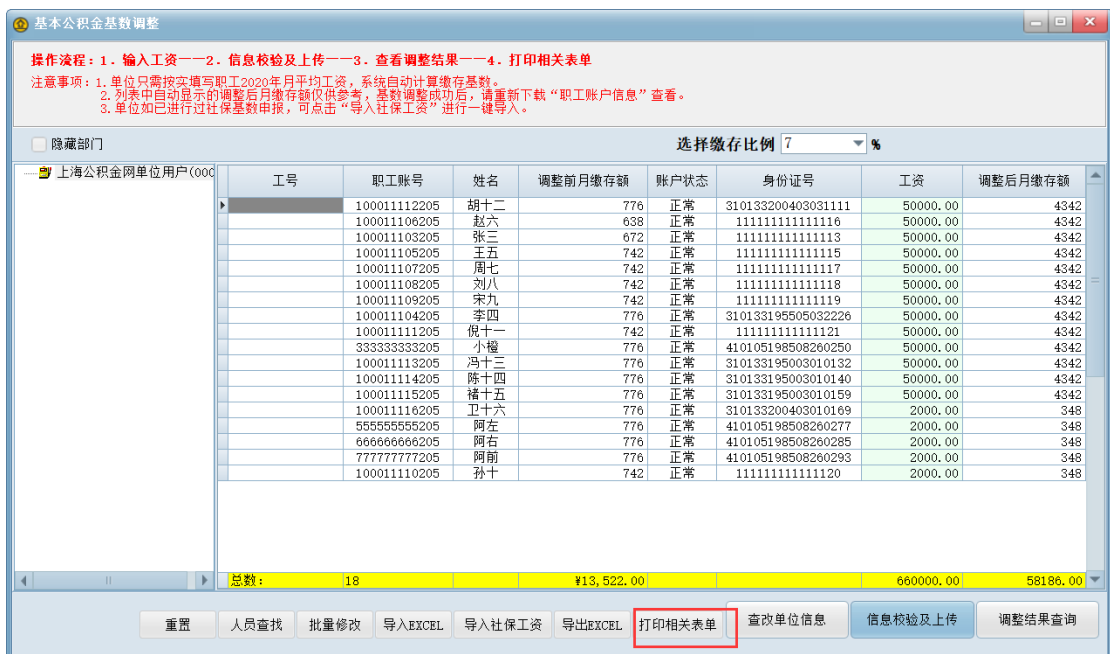 基本公积金基数调整
操作流程：1. 输入工资——2. 信息校验及上传——3. 查看调整结果——4. 打印相关表单
注意事项：1. 单位只需按实填写职工2020年月平均工资，系统自动计算缴存基数。
2. 列表中自动显示的调整后月缴存额仅供参考，基数调整成功后，请重新下载“职工账户信息”查看。
3. 单位如已进行过社保基数申报，可点击“导入社保工资”进行一键导入。
隐藏部门 选择缴存比例 7 %
上海公积金网单位用户(000
工号 职工账号 姓名 调整前月缴存额 账户状态 身份证号 工资 调整后月缴存额
100011112205 胡十二 776 正常 310133200403031111 50000.00 4342
100011106205 赵六 638 正常 111111111111116 50000.00 4342
100011103205 张三 672 正常 111111111111113 50000.00 4342
100011105205 王五 742 正常 111111111111115 50000.00 4342
100011107205 周七 742 正常 111111111111117 50000.00 4342
100011108205 刘八 742 正常 111111111111118 50000.00 4342
100011109205 宋九 742 正常 111111111111119 50000.00 4342
100011104205 李四 776 正常 310133195505032226 50000.00 4342
100011111205 倪十一 742 正常 111111111111121 50000.00 4342
333333333205 小橙 776 正常 410105198508260250 50000.00 4342
100011113205 冯十三 776 正常 310133195003010132 50000.00 4342
100011114205 陈十四 776 正常 310133195003010140 50000.00 4342
100011115205 褚十五 776 正常 310133195003010159 50000.00 4342
100011116205 卫十六 776 正常 310133200403010169 2000.00 348
555555555205 阿左 776 正常 410105198508260277 2000.00 348
666666666205 阿右 776 正常 410105198508260285 2000.00 348
777777777205 阿前 776 正常 410105198508260293 2000.00 348
100011110205 孙十 742 正常 111111111111120 2000.00 348
总数： 18 ¥13,522.00 660000.00 58186.00
重置 人员查找 批量修改 导入EXCEL 导入社保工资 导出EXCEL 打印相关表单 查改单位信息 信息校验及上传 调整结果查询